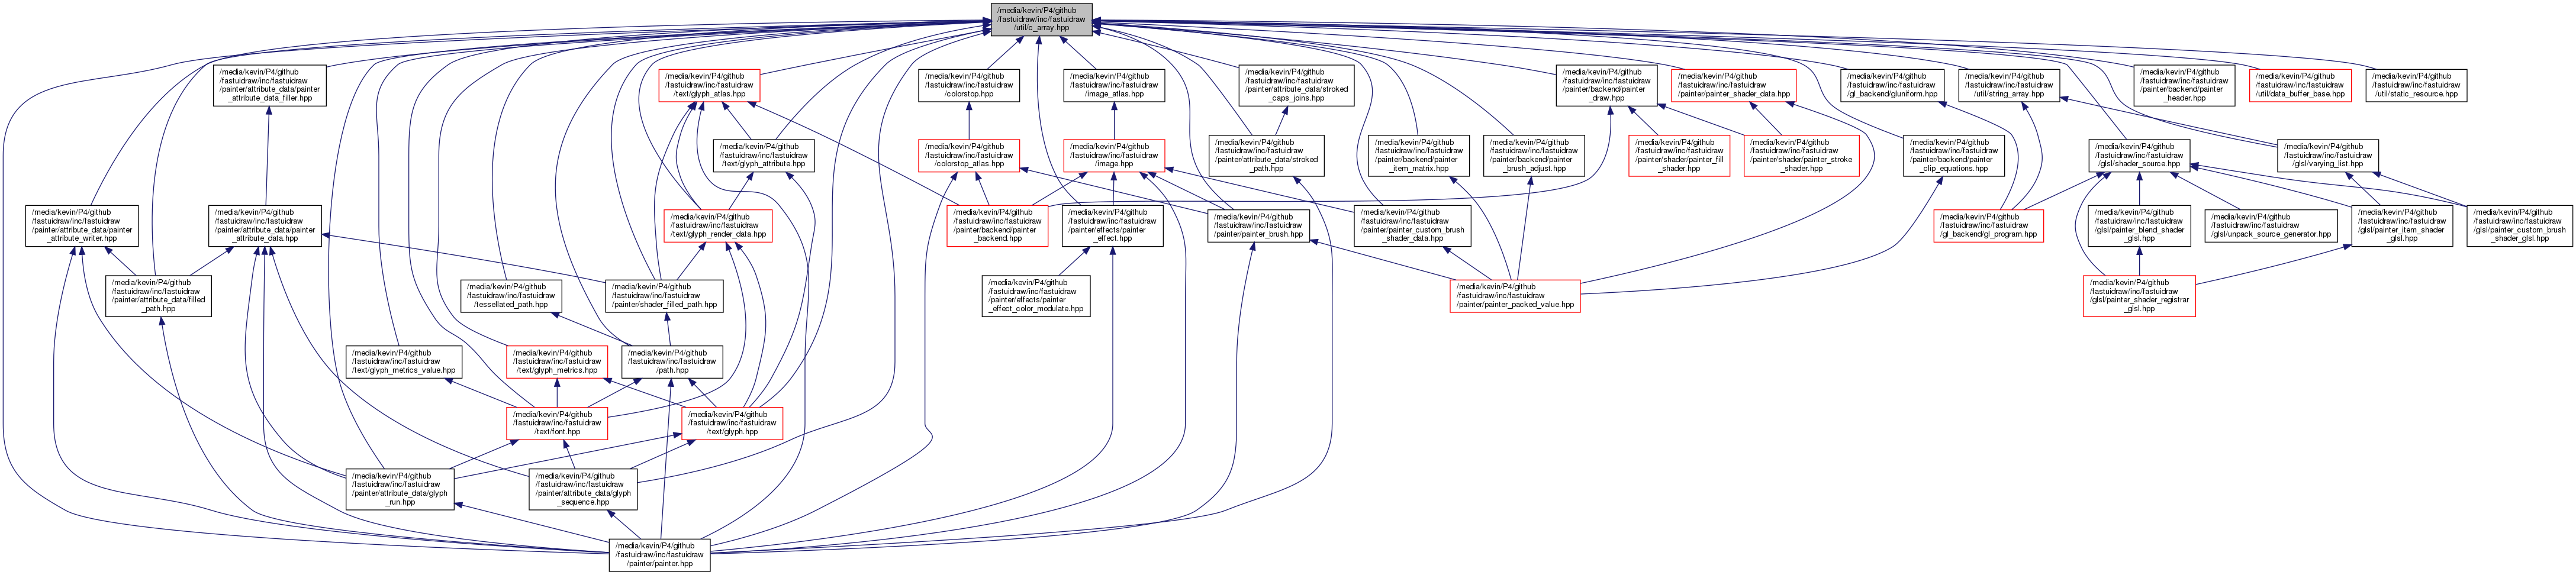 /media/kevin/P4/github
/fastuidraw/inc/fastuidraw
/util/c_array.hpp
/media/kevin/P4/github
/fastuidraw/inc/fastuidraw
/painter/attribute_data/painter
_attribute_data_filler.hpp
/media/kevin/P4/github
/fastuidraw/inc/fastuidraw
/text/glyph_atlas.hpp
/media/kevin/P4/github
/fastuidraw/inc/fastuidraw
/colorstop.hpp
/media/kevin/P4/github
/fastuidraw/inc/fastuidraw
/image_atlas.hpp
/media/kevin/P4/github
/fastuidraw/inc/fastuidraw
/painter/attribute_data/stroked
_caps_joins.hpp
/media/kevin/P4/github
/fastuidraw/inc/fastuidraw
/painter/backend/painter
_draw.hpp
/media/kevin/P4/github
/fastuidraw/inc/fastuidraw
/painter/painter_shader_data.hpp
/media/kevin/P4/github
/fastuidraw/inc/fastuidraw
/gl_backend/gluniform.hpp
/media/kevin/P4/github
/fastuidraw/inc/fastuidraw
/util/string_array.hpp
/media/kevin/P4/github
/fastuidraw/inc/fastuidraw
/painter/backend/painter
_header.hpp
/media/kevin/P4/github
/fastuidraw/inc/fastuidraw
/util/data_buffer_base.hpp
/media/kevin/P4/github
/fastuidraw/inc/fastuidraw
/util/static_resource.hpp
/media/kevin/P4/github
/fastuidraw/inc/fastuidraw
/text/glyph_attribute.hpp
/media/kevin/P4/github
/fastuidraw/inc/fastuidraw
/colorstop_atlas.hpp
/media/kevin/P4/github
/fastuidraw/inc/fastuidraw
/image.hpp
/media/kevin/P4/github
/fastuidraw/inc/fastuidraw
/painter/attribute_data/stroked
_path.hpp
/media/kevin/P4/github
/fastuidraw/inc/fastuidraw
/painter/backend/painter
_item_matrix.hpp
/media/kevin/P4/github
/fastuidraw/inc/fastuidraw
/painter/backend/painter
_brush_adjust.hpp
/media/kevin/P4/github
/fastuidraw/inc/fastuidraw
/painter/shader/painter_fill
_shader.hpp
/media/kevin/P4/github
/fastuidraw/inc/fastuidraw
/painter/shader/painter_stroke
_shader.hpp
/media/kevin/P4/github
/fastuidraw/inc/fastuidraw
/painter/backend/painter
_clip_equations.hpp
/media/kevin/P4/github
/fastuidraw/inc/fastuidraw
/glsl/shader_source.hpp
/media/kevin/P4/github
/fastuidraw/inc/fastuidraw
/glsl/varying_list.hpp
/media/kevin/P4/github
/fastuidraw/inc/fastuidraw
/painter/attribute_data/painter
_attribute_writer.hpp
/media/kevin/P4/github
/fastuidraw/inc/fastuidraw
/painter/attribute_data/painter
_attribute_data.hpp
/media/kevin/P4/github
/fastuidraw/inc/fastuidraw
/text/glyph_render_data.hpp
/media/kevin/P4/github
/fastuidraw/inc/fastuidraw
/painter/backend/painter
_backend.hpp
/media/kevin/P4/github
/fastuidraw/inc/fastuidraw
/painter/effects/painter
_effect.hpp
/media/kevin/P4/github
/fastuidraw/inc/fastuidraw
/painter/painter_brush.hpp
/media/kevin/P4/github
/fastuidraw/inc/fastuidraw
/painter/painter_custom_brush
_shader_data.hpp
/media/kevin/P4/github
/fastuidraw/inc/fastuidraw
/gl_backend/gl_program.hpp
/media/kevin/P4/github
/fastuidraw/inc/fastuidraw
/glsl/painter_blend_shader
_glsl.hpp
/media/kevin/P4/github
/fastuidraw/inc/fastuidraw
/glsl/unpack_source_generator.hpp
/media/kevin/P4/github
/fastuidraw/inc/fastuidraw
/glsl/painter_item_shader
_glsl.hpp
/media/kevin/P4/github
/fastuidraw/inc/fastuidraw
/glsl/painter_custom_brush
_shader_glsl.hpp
/media/kevin/P4/github
/fastuidraw/inc/fastuidraw
/painter/attribute_data/filled
_path.hpp
/media/kevin/P4/github
/fastuidraw/inc/fastuidraw
/tessellated_path.hpp
/media/kevin/P4/github
/fastuidraw/inc/fastuidraw
/painter/shader_filled_path.hpp
/media/kevin/P4/github
/fastuidraw/inc/fastuidraw
/painter/effects/painter
_effect_color_modulate.hpp
/media/kevin/P4/github
/fastuidraw/inc/fastuidraw
/painter/painter_packed_value.hpp
/media/kevin/P4/github
/fastuidraw/inc/fastuidraw
/glsl/painter_shader_registrar
_glsl.hpp
/media/kevin/P4/github
/fastuidraw/inc/fastuidraw
/text/glyph_metrics_value.hpp
/media/kevin/P4/github
/fastuidraw/inc/fastuidraw
/text/glyph_metrics.hpp
/media/kevin/P4/github
/fastuidraw/inc/fastuidraw
/path.hpp
/media/kevin/P4/github
/fastuidraw/inc/fastuidraw
/text/font.hpp
/media/kevin/P4/github
/fastuidraw/inc/fastuidraw
/text/glyph.hpp
/media/kevin/P4/github
/fastuidraw/inc/fastuidraw
/painter/attribute_data/glyph
_run.hpp
/media/kevin/P4/github
/fastuidraw/inc/fastuidraw
/painter/attribute_data/glyph
_sequence.hpp
/media/kevin/P4/github
/fastuidraw/inc/fastuidraw
/painter/painter.hpp